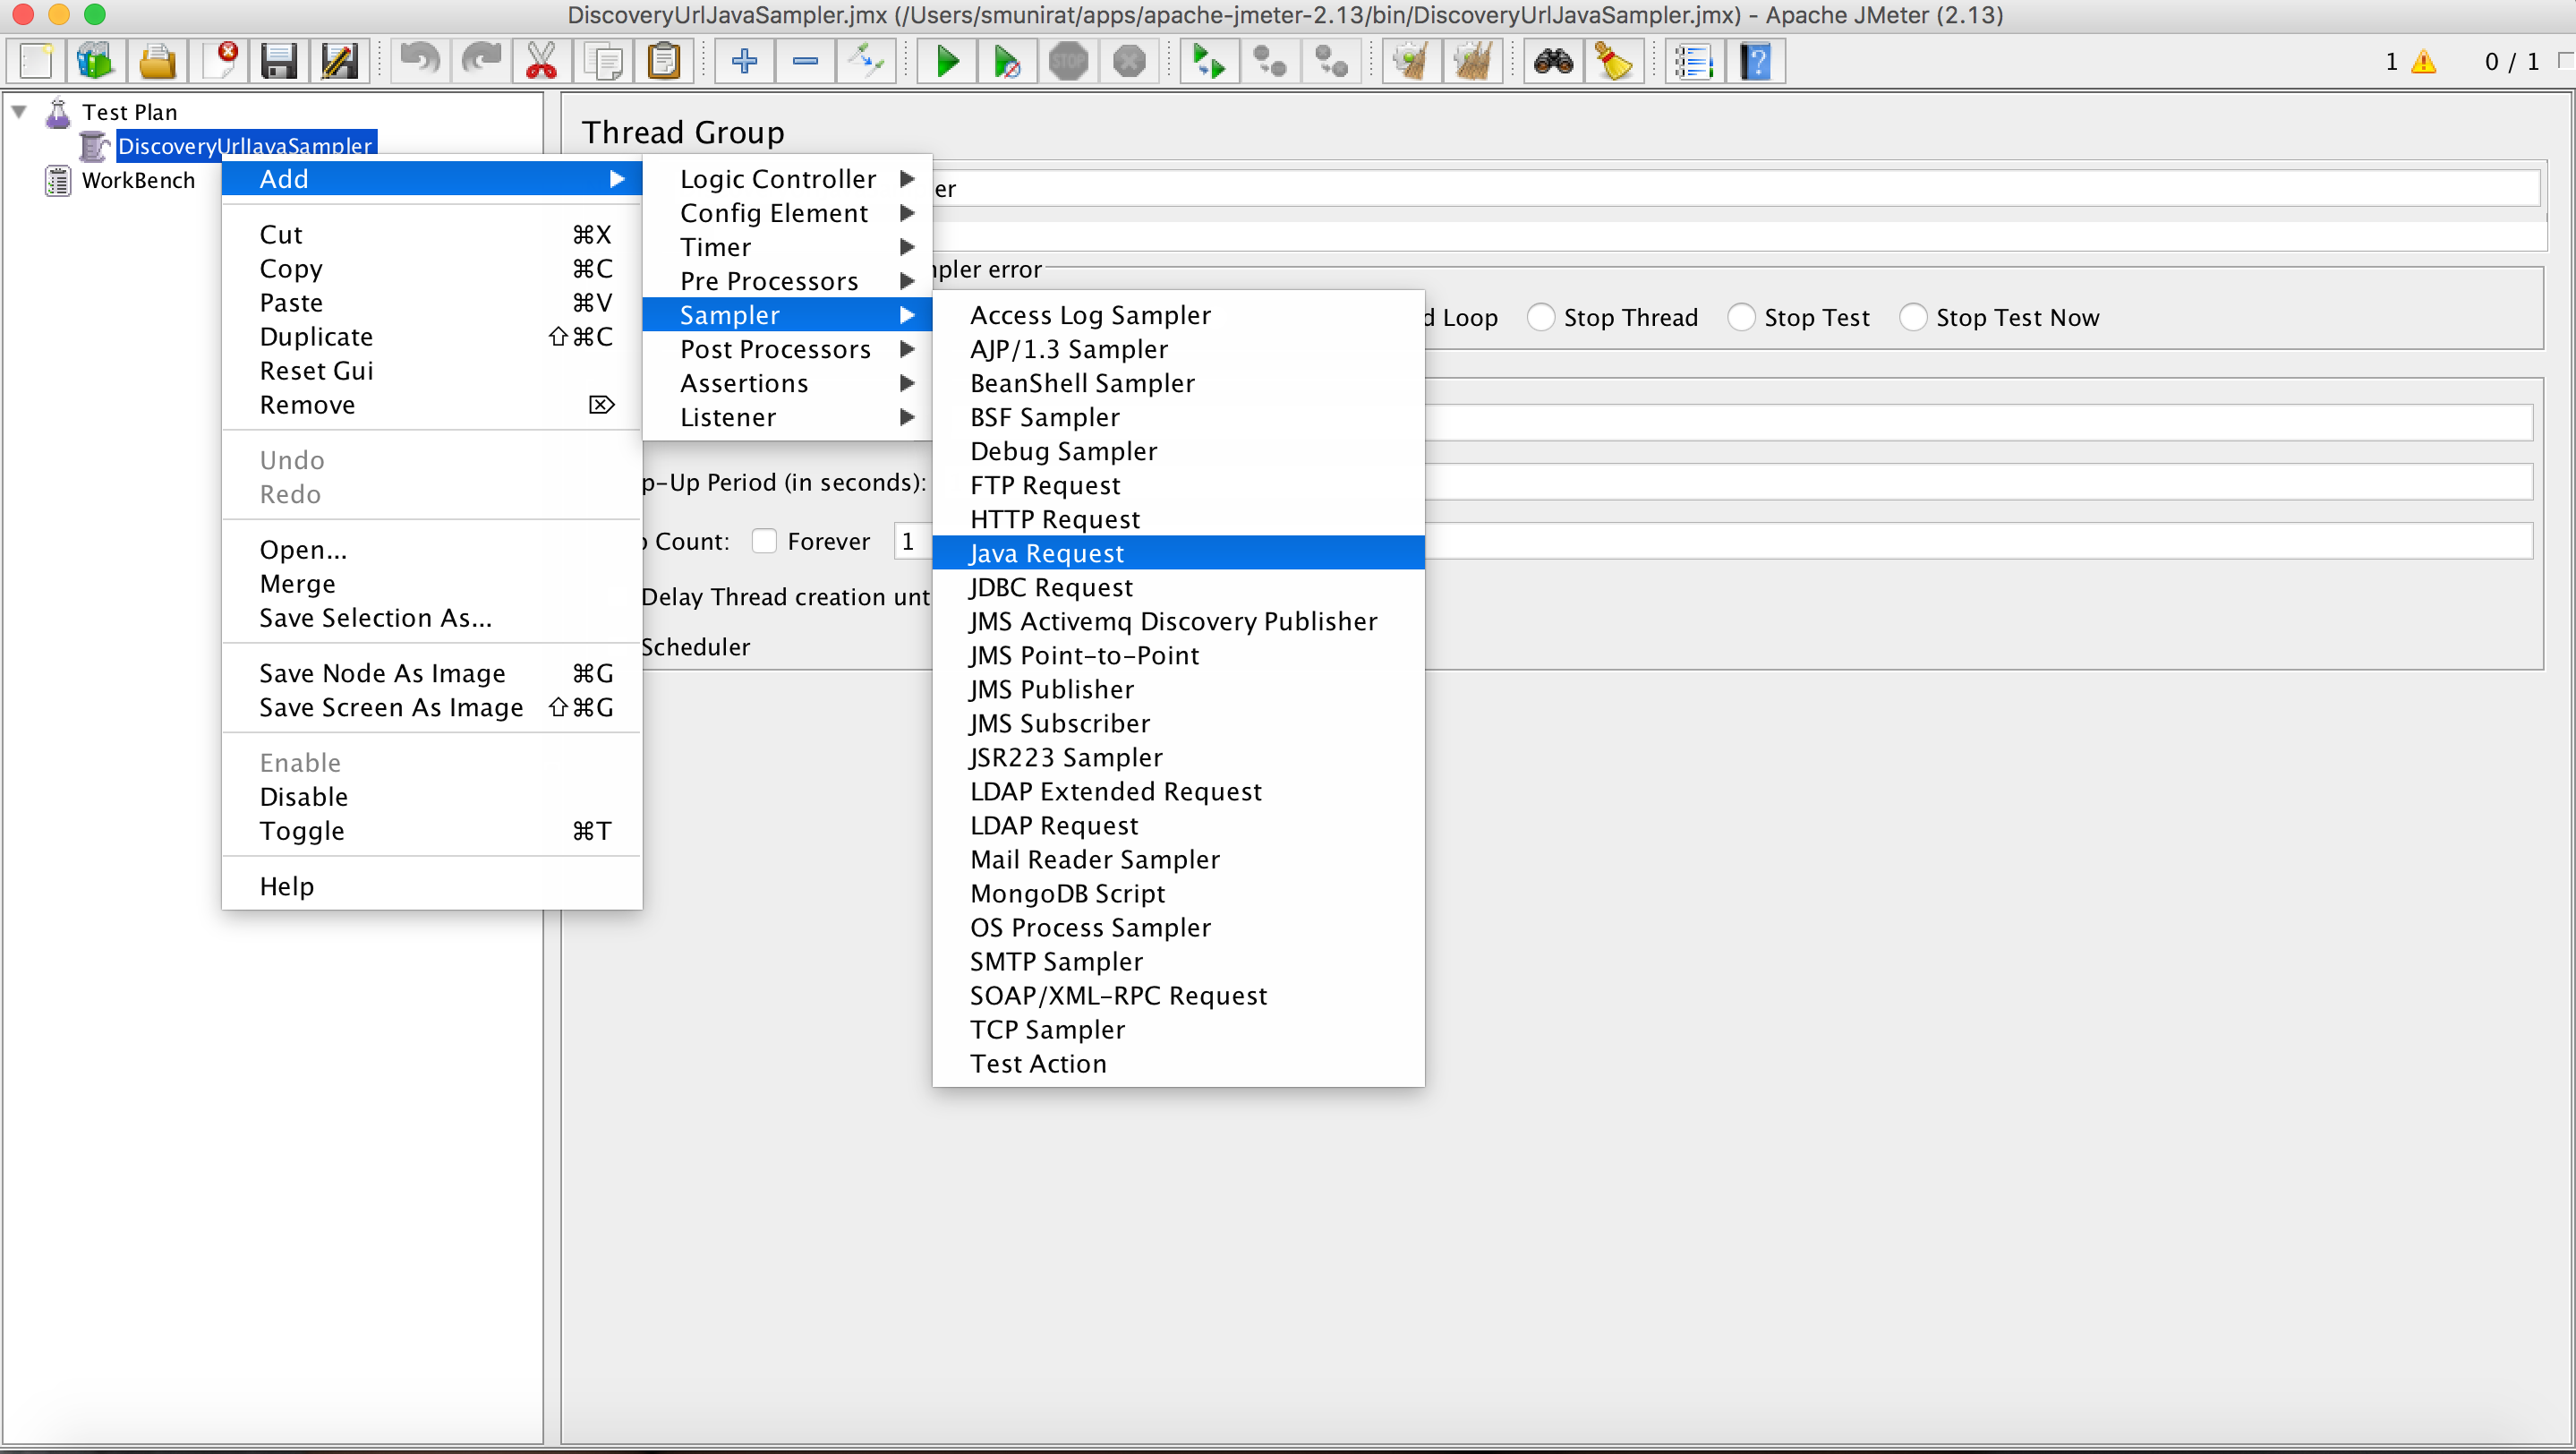 DiscoveryUrlJavaSampler.jmx (/Users/smunirat/apps/apache-jmeter-2.13/bin/DiscoveryUrlJavaSampler.jmx) - Apache JMeter (2.13)
STOP
1 0 / 1
Test Plan
DiscoveryUrlJavaSampler
WorkBench
Add
Cut ⌘X
Copy ⌘C
Paste ⌘V
Duplicate ⇧⌘C
Reset Gui
Remove ⌦
Undo
Redo
Open...
Merge
Save Selection As...
Save Node As Image ⌘G
Save Screen As Image ⇧⌘G
Enable
Disable
Toggle ⌘T
Help
Logic Controller
Config Element
Timer
Pre Processors
Sampler
Post Processors
Assertions
Listener
Access Log Sampler
AJP/1.3 Sampler
BeanShell Sampler
BSF Sampler
Debug Sampler
FTP Request
HTTP Request
Java Request
JDBC Request
JMS Activemq Discovery Publisher
JMS Point-to-Point
JMS Publisher
JMS Subscriber
JSR223 Sampler
LDAP Extended Request
LDAP Request
Mail Reader Sampler
MongoDB Script
OS Process Sampler
SMTP Sampler
SOAP/XML-RPC Request
TCP Sampler
Test Action
Thread Group
er
mpler error
d Loop Stop Thread Stop Test Stop Test Now
p-Up Period (in seconds):
Count: Forever 1
Delay Thread creation unt
Scheduler